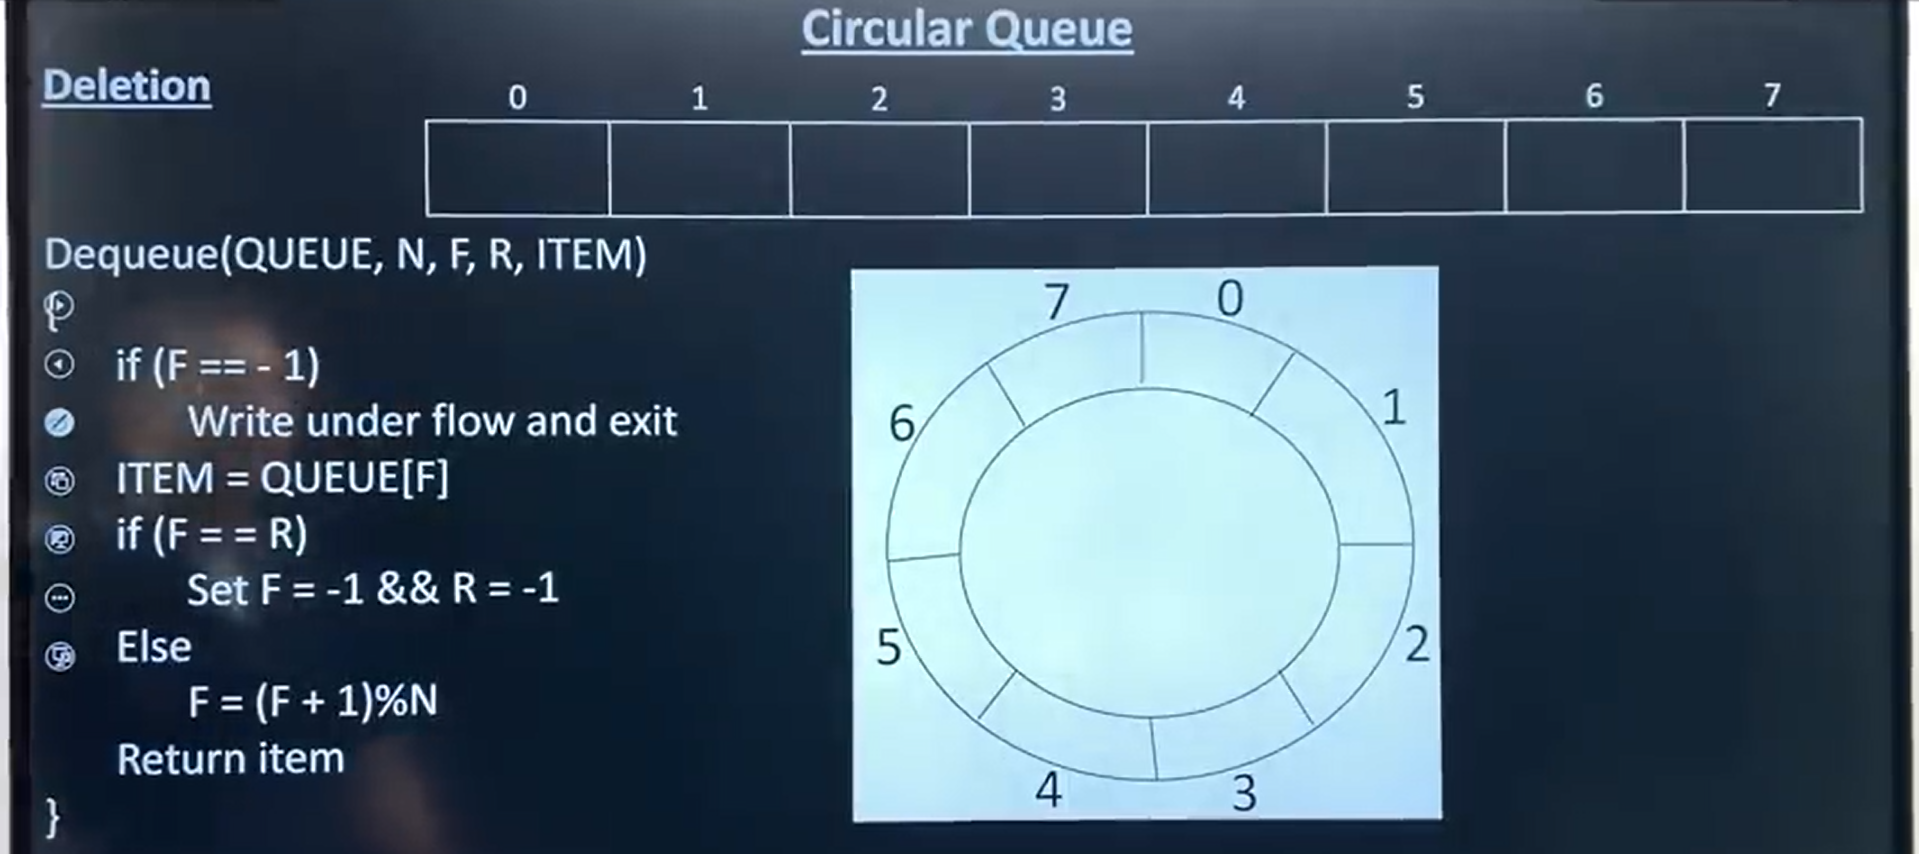 Circular Queue
Deletion
0 1 2 3 4 5 6 7
Dequeue(QUEUE, N, F, R, ITEM)
{
if (F == - 1)
Write under flow and exit
ITEM = QUEUE[F]
if (F = = R)
Set F = -1 && R = -1
Else
F = (F + 1)%N
Return item
}
7 0
6 1
5 2
4 3